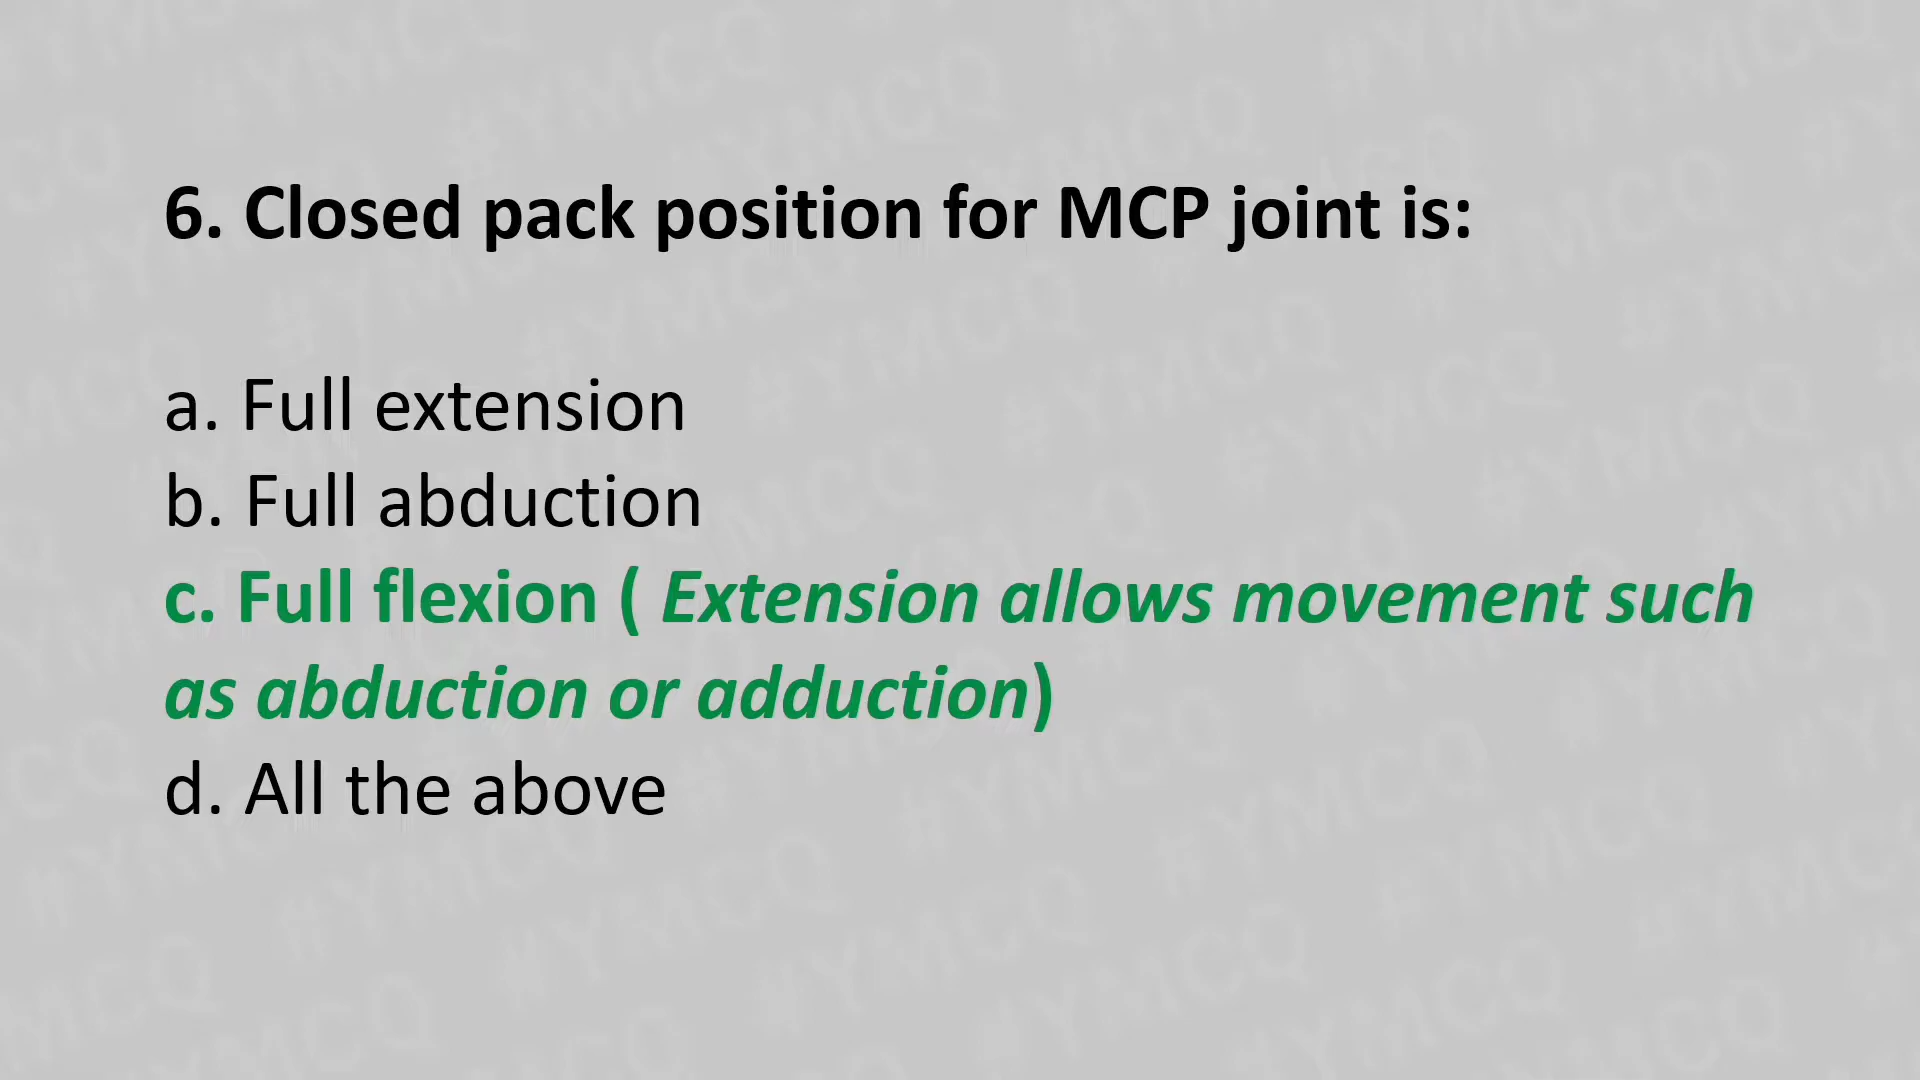 6. Closed pack position for MCP joint is:
a. Full extension
b. Full abduction
c. Full flexion ( Extension allows movement such
as abduction or adduction)
d. All the above
#YMCQ